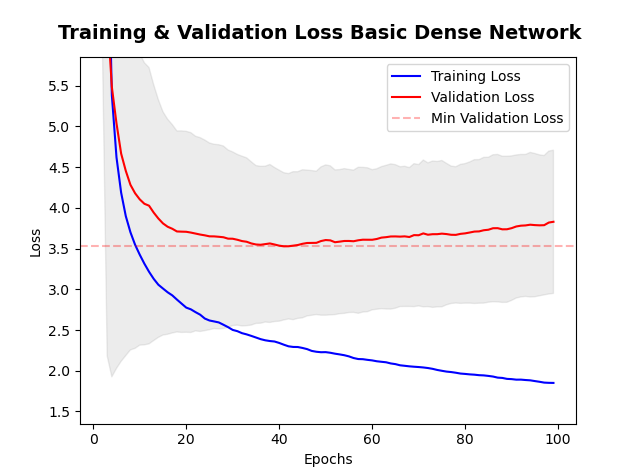 Training & Validation Loss Basic Dense Network
Training Loss
Validation Loss
Min Validation Loss
5.5
5.0
4.5
4.0
3.5
3.0
2.5
2.0
1.5
Loss
0 20 40 60 80 100
Epochs